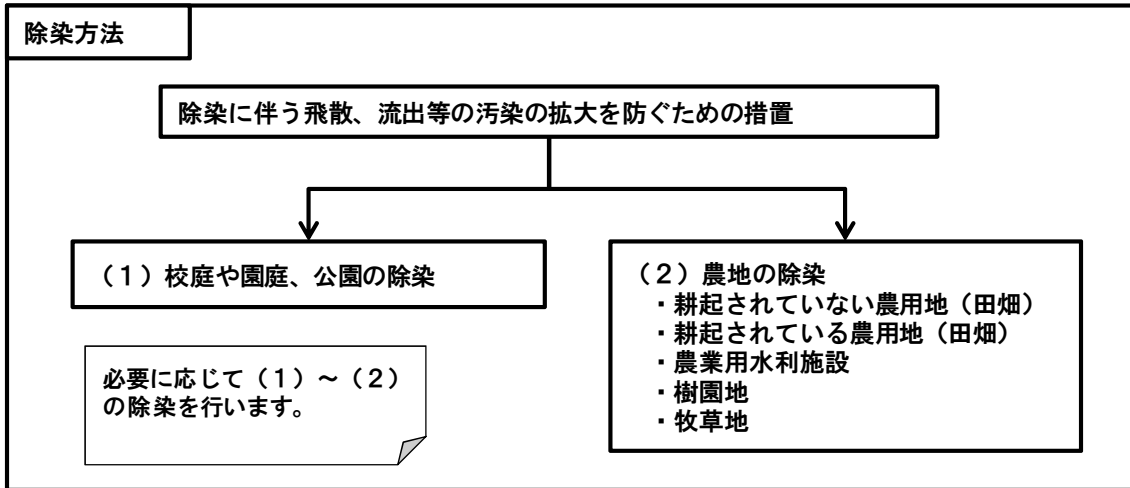 除染方法
除染に伴う飛散、流出等の汚染の拡大を防ぐための措置
（１）校庭や園庭、公園の除染
（２）農地の除染
・耕起されていない農用地（田畑）
・耕起されている農用地（田畑）
・農業用水利施設
・樹園地
・牧草地
必要に応じて（１）～（２）
の除染を行います。